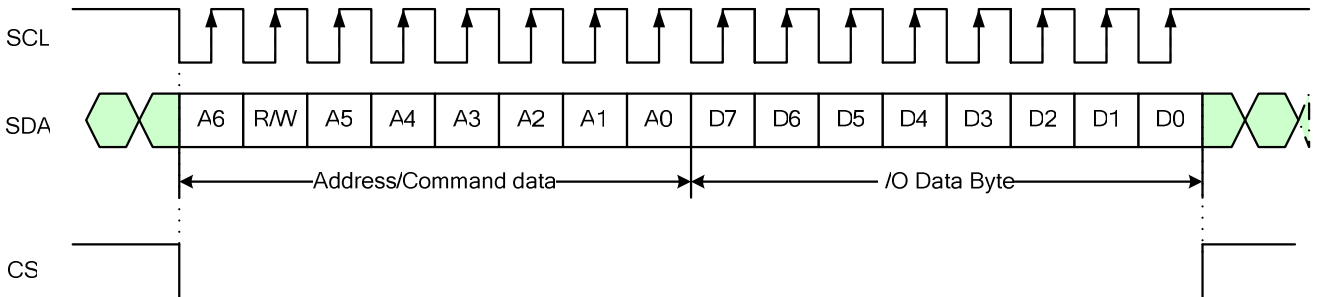 SCL
SDA A6 R/W A5 A4 A3 A2 A1 A0 D7 D6 D5 D4 D3 D2 D1 D0
Address/Command data /O Data Byte
CS